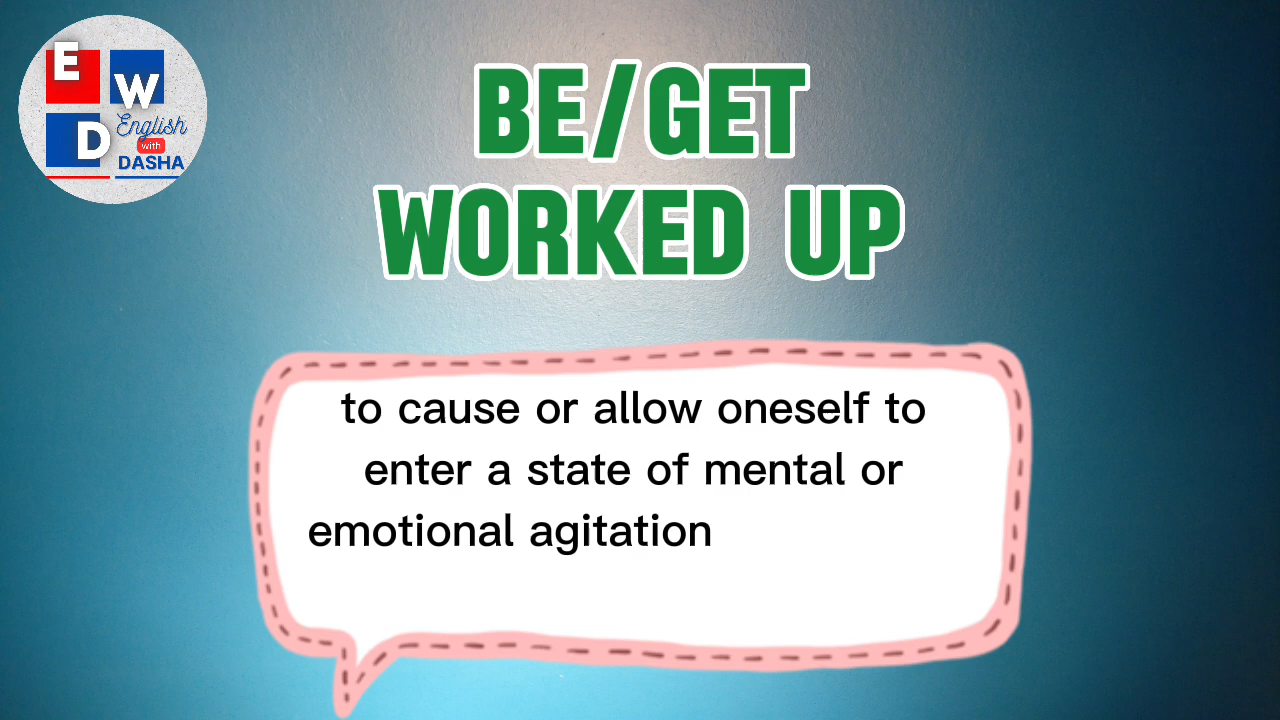 E
W
D
English
with
DASHA
BE/GET
WORKED UP
to cause or allow oneself to
enter a state of mental or
emotional agitation